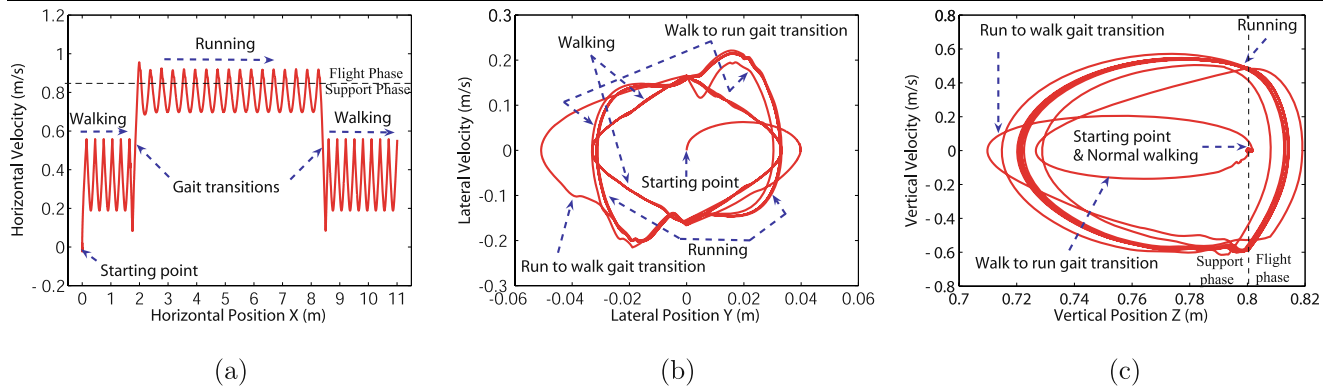 1.2
1
0.8
0.6
0.4
0.2
0
- 0.2
Horizontal Velocity (m/s)
Running
Flight Phase
Support Phase
Walking
Walking
Gait transitions
Starting point
0 1 2 3 4 5 6 7 8 9 10 11
Horizontal Position X (m)
(a)
0.3
0.2
0.1
0
-0.1
-0.2
-0.3
Lateral Velocity (m/s)
Walk to run gait transition
Walking
Starting point
Running
Run to walk gait transition
-0.06 -0.04 -0.02 0 0.02 0.04 0.06
Lateral Position Y (m)
(b)
0.8
0.6
0.4
0.2
0
- 0.2
- 0.4
- 0.6
- 0.8
Vertical Velocity (m/s)
Run to walk gait transition
Running
Starting point
& Normal walking
Walk to run gait transition
Support
phase
Flight
phase
0.7 0.72 0.74 0.76 0.78 0.8 0.82
Vertical Position Z (m)
(c)